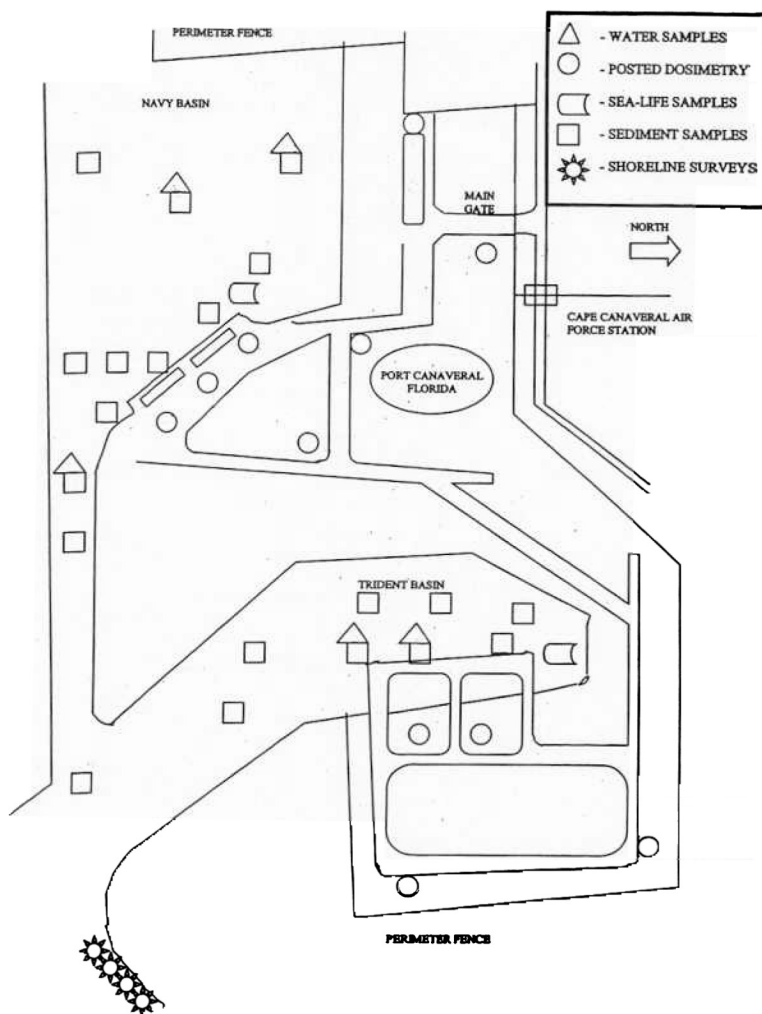 PERIMETER FENCE
- WATER SAMPLES
- POSTED DOSIMETRY
- SEA-LIFE SAMPLES
- SEDIMENT SAMPLES
- SHORELINE SURVEYS
NAVY BASIN
MAIN
GATE
NORTH
CAPE CANAVERAL AIR
FORCE STATION
PORT CANAVERAL
FLORIDA
TRIDENT BASIN
PERIMETER FENCE